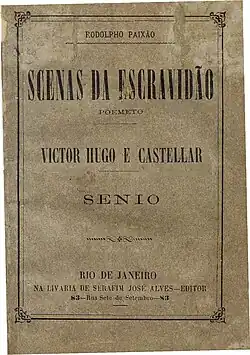 RODOLPHO PAIXÃO
SCENAS DA ESCRAVIDÃO
POEMETO
VICTOR HUGO E CASTELLAR
SENIO
RIO DE JANEIRO
NA LIVARIA DE SERAFIM JOSÉ ALVES—EDITOR
83—Rua Sete de Setembro—83